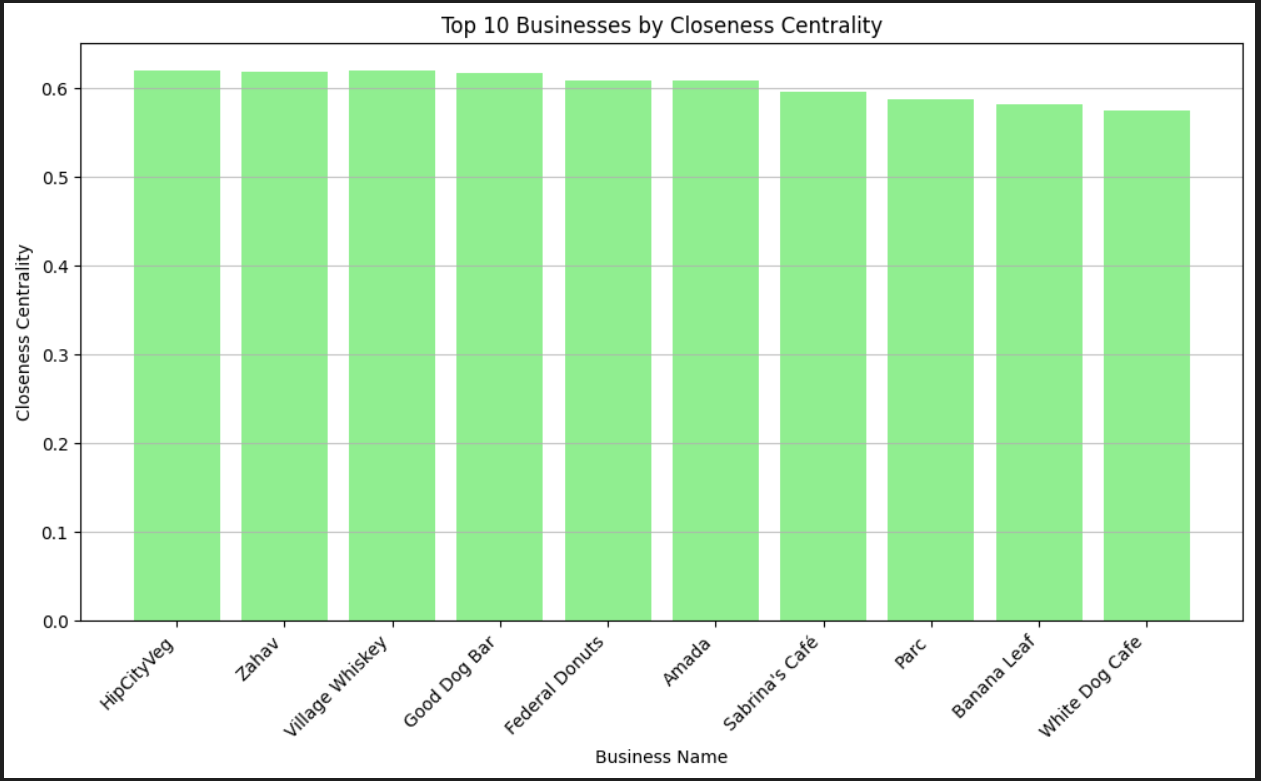 Top 10 Businesses by Closeness Centrality
Closeness Centrality
0.6
0.5
0.4
0.3
0.2
0.1
0.0
HipCityVeg
Zahav
Village Whiskey
Good Dog Bar
Federal Donuts
Amada
Sabrina's Café
Parc
Banana Leaf
White Dog Cafe
Business Name